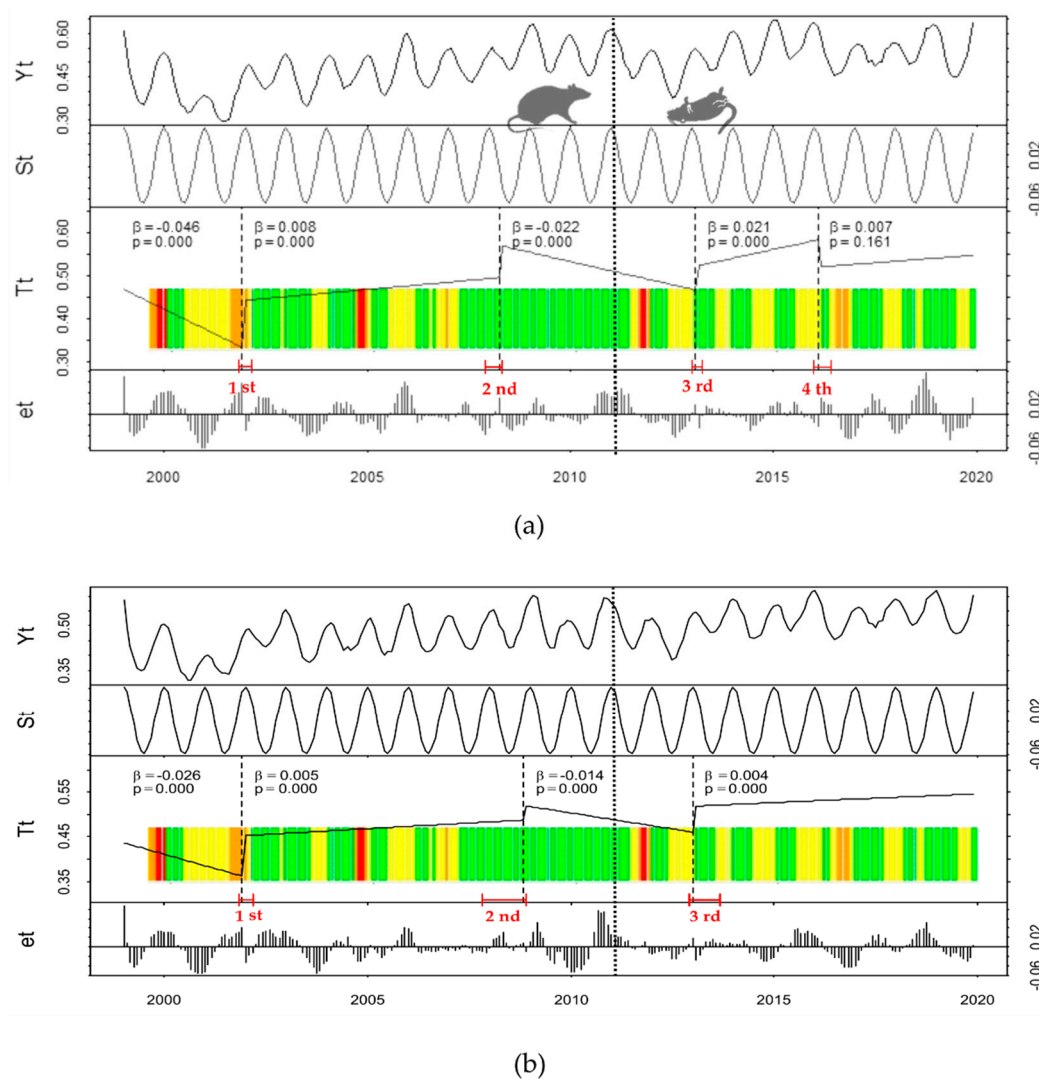 Yt
0.30 0.45 0.60
St
-0.06 0.02
Tt
0.30 0.40 0.50 0.60
β = -0.046
p = 0.000
β = 0.008
p = 0.000
β = -0.022
p = 0.000
β = 0.021
p = 0.000
β = 0.007
p = 0.161
1 st
2 nd
3 rd
4 th
et
-0.06 0.02
2000 2005 2010 2015 2020
(a)
Yt
0.35 0.50
St
-0.06 0.02
Tt
0.35 0.45 0.55
β = -0.026
p = 0.000
β = 0.005
p = 0.000
β = -0.014
p = 0.000
β = 0.004
p = 0.000
1 st
2 nd
3 rd
et
-0.06 0.02
2000 2005 2010 2015 2020
(b)